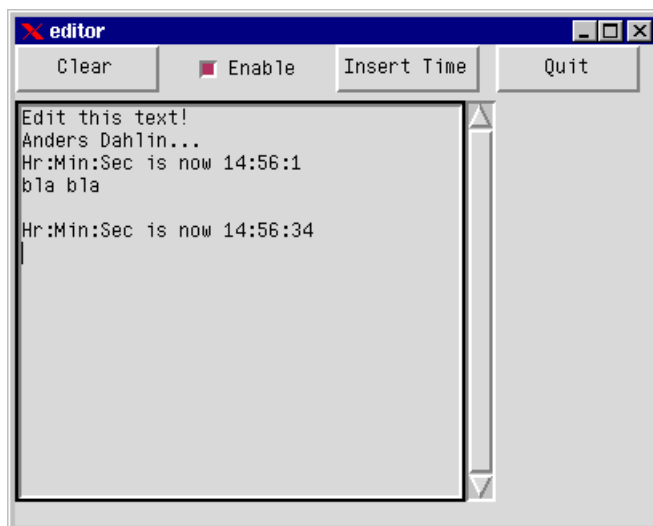 editor
Clear Enable Insert Time Quit
Edit this text!
Anders Dahlin...
Hr:Min:Sec is now 14:56:1
bla bla
Hr:Min:Sec is now 14:56:34